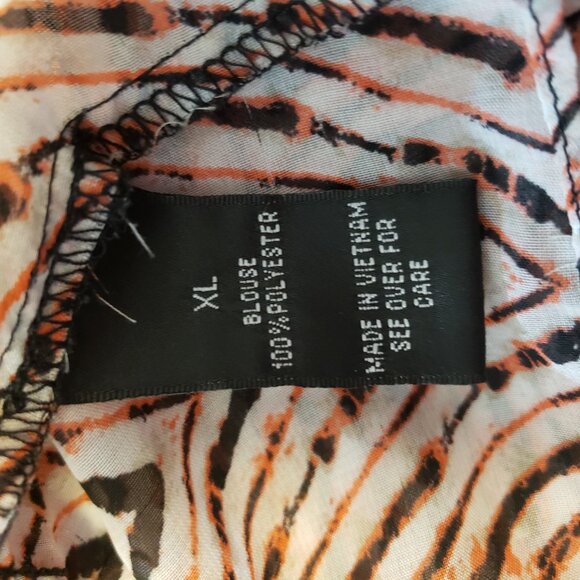 XL
BLOUSE
100%POLYESTER
MADE IN VIETNAM
SEE OVER FOR
CARE